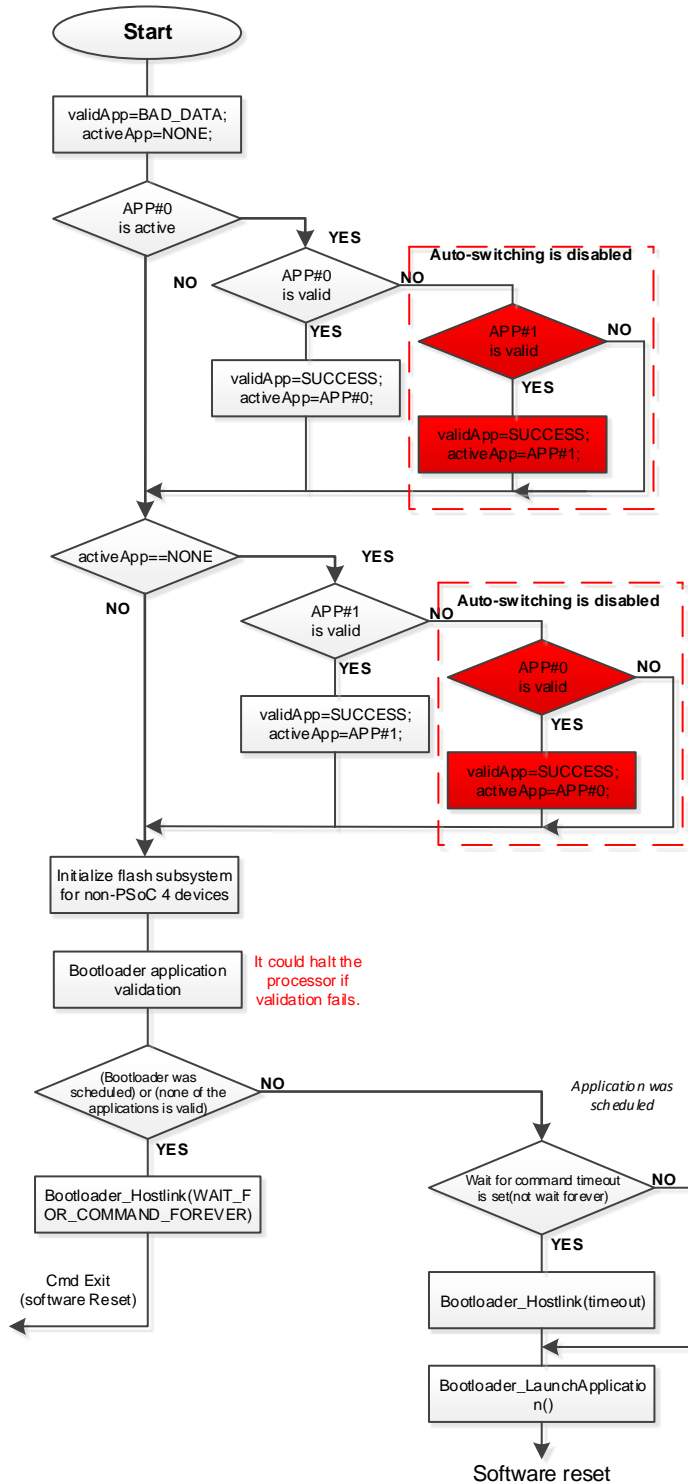 Start
validApp=BAD_DATA;
activeApp=NONE;
APP#0
is active
YES
NO
APP#0
is valid
NO
YES
Auto-switching is disabled
APP#1
is valid
NO
YES
validApp=SUCCESS;
activeApp=APP#0;
validApp=SUCCESS;
activeApp=APP#1;
activeApp==NONE
YES
NO
APP#1
is valid
NO
YES
Auto-switching is disabled
APP#0
is valid
NO
YES
validApp=SUCCESS;
activeApp=APP#1;
validApp=SUCCESS;
activeApp=APP#0;
Initialize flash subsystem
for non-PSoC 4 devices
Bootloader application
validation
It could halt the
processor if
validation fails.
(Bootloader was
scheduled) or (none of the
applications is valid)
NO
YES
Application was
scheduled
Bootloader_Hostlink(WAIT_F
OR_COMMAND_FOREVER)
Wait for command timeout
is set(not wait forever)
NO
YES
Cmd Exit
(software Reset)
Bootloader_Hostlink(timeout)
Bootloader_LaunchApplicatio
n()
Software reset